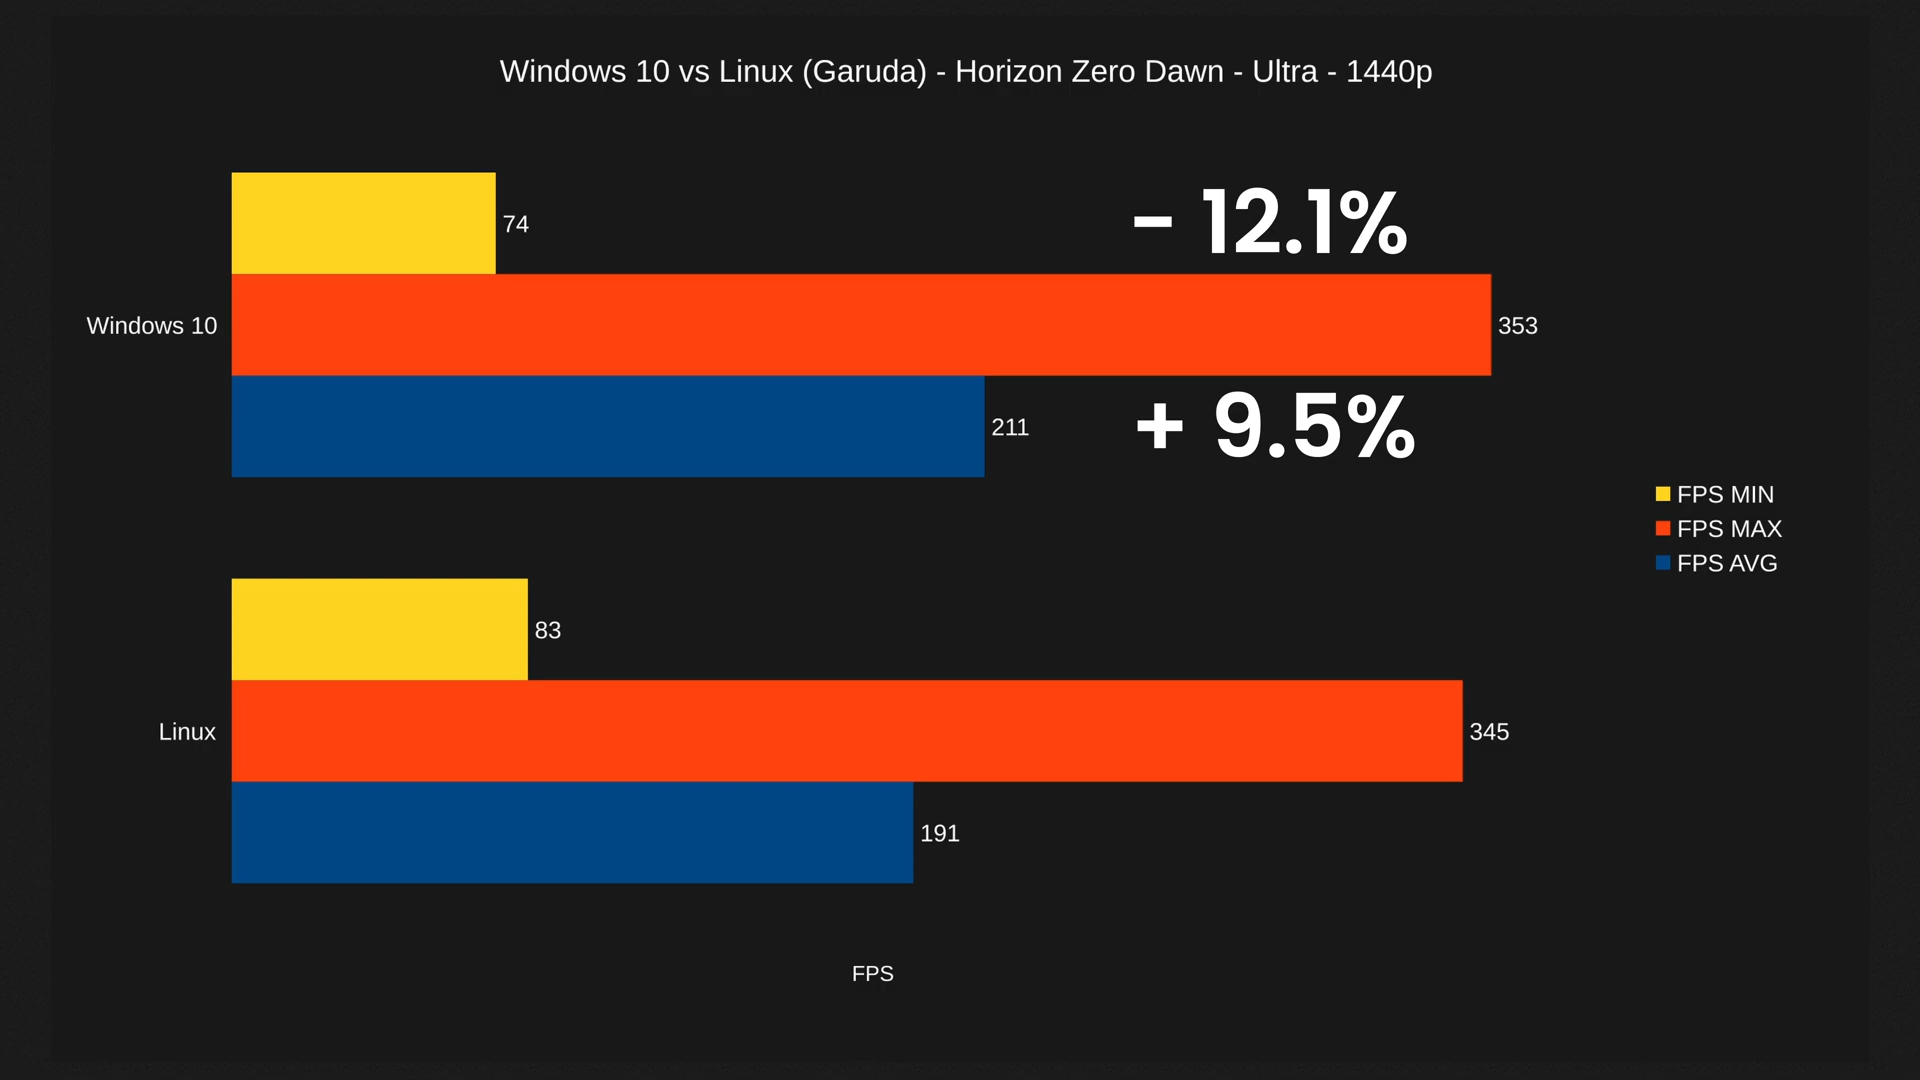 Windows 10 vs Linux (Garuda) - Horizon Zero Dawn - Ultra - 1440p
74
- 12.1%
Windows 10
353
211
+ 9.5%
FPS MIN
FPS MAX
FPS AVG
83
Linux
345
191
FPS